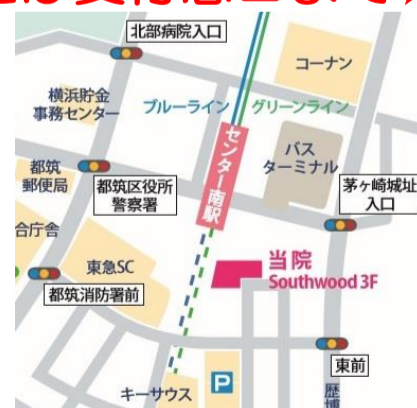 北部病院入口
コーナン
横浜貯金
事務センター
ブルーライン
グリーンライン
センター南駅
バス
ターミナル
都筑
郵便局
都筑区役所
警察署
茅ヶ崎城址
入口
合庁舎
東急SC
当院
Southwood 3F
都筑消防署前
東前
キーサウス
P
歴博